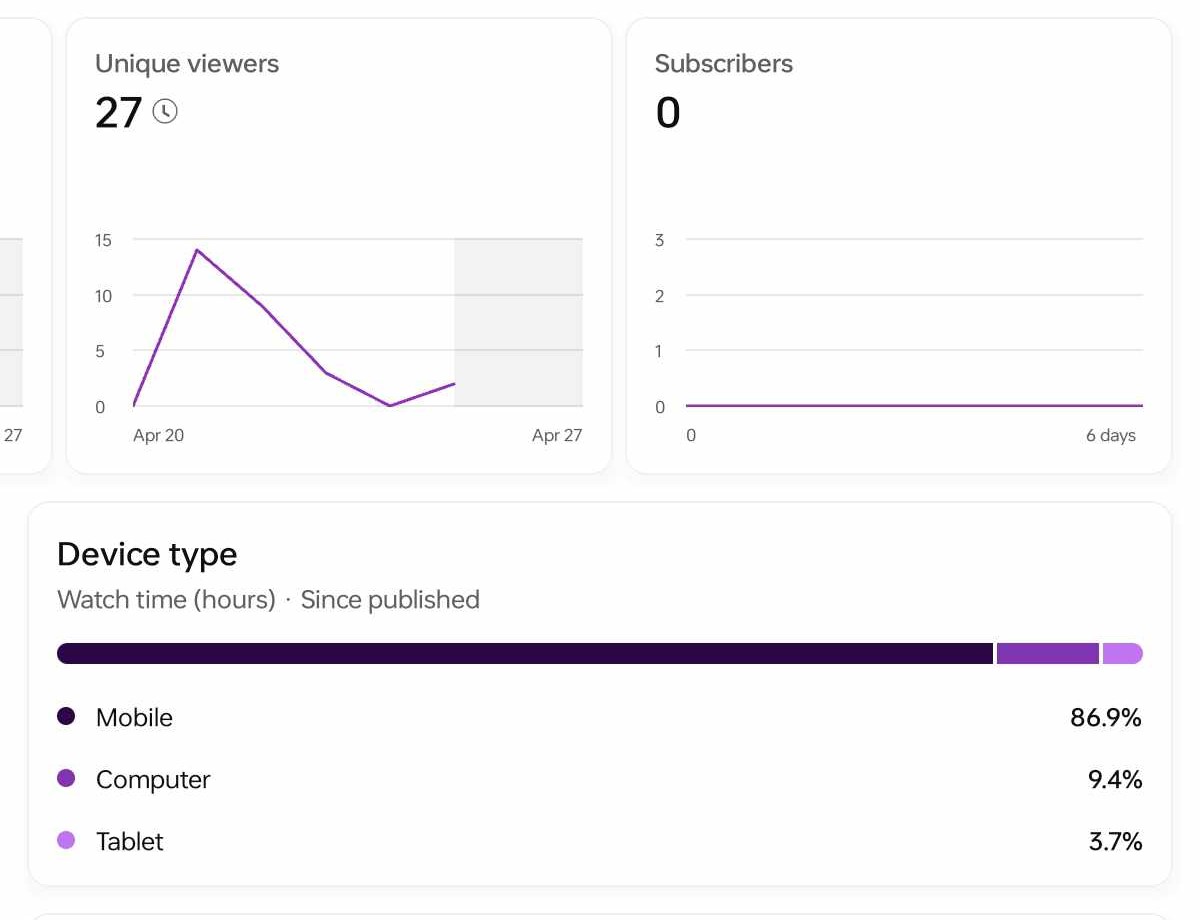 27
Unique viewers
27
15
10
5
0
Apr 20 Apr 27
Subscribers
0
3
2
1
0
0 6 days
Device type
Watch time (hours) · Since published
Mobile 86.9%
Computer 9.4%
Tablet 3.7%